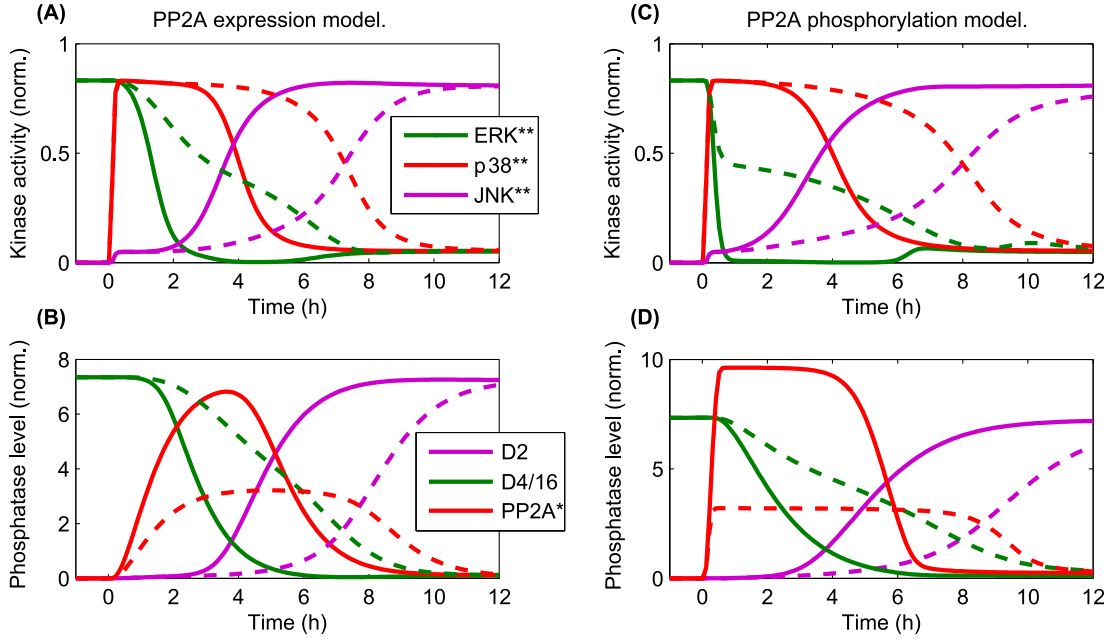 (A)
PP2A expression model.
Kinase activity (norm.)
1
0.5
0
0 2 4 6 8 10 12
Time (h)
ERK**
p38**
JNK**
(C)
PP2A phosphorylation model.
Kinase activity (norm.)
1
0.5
0
0 2 4 6 8 10 12
Time (h)
(B)
Phosphatase level (norm.)
8
6
4
2
0
0 2 4 6 8 10 12
Time (h)
D2
D4/16
PP2A*
(D)
Phosphatase level (norm.)
10
5
0
0 2 4 6 8 10 12
Time (h)